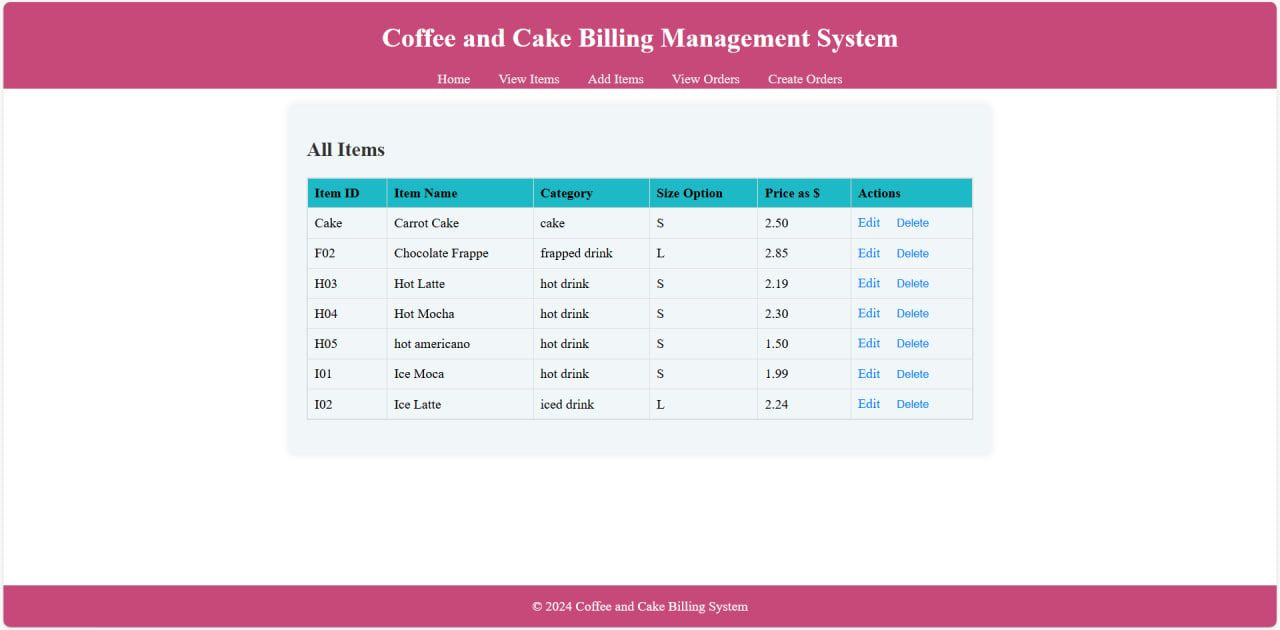 Coffee and Cake Billing Management System
Home View Items Add Items View Orders Create Orders
All Items
Item ID Item Name Category Size Option Price as $ Actions
Cake Carrot Cake cake S 2.50 Edit Delete
F02 Chocolate Frappe frapped drink L 2.85 Edit Delete
H03 Hot Latte hot drink S 2.19 Edit Delete
H04 Hot Mocha hot drink S 2.30 Edit Delete
H05 hot americano hot drink S 1.50 Edit Delete
I01 Ice Moca hot drink S 1.99 Edit Delete
I02 Ice Latte iced drink L 2.24 Edit Delete
© 2024 Coffee and Cake Billing System